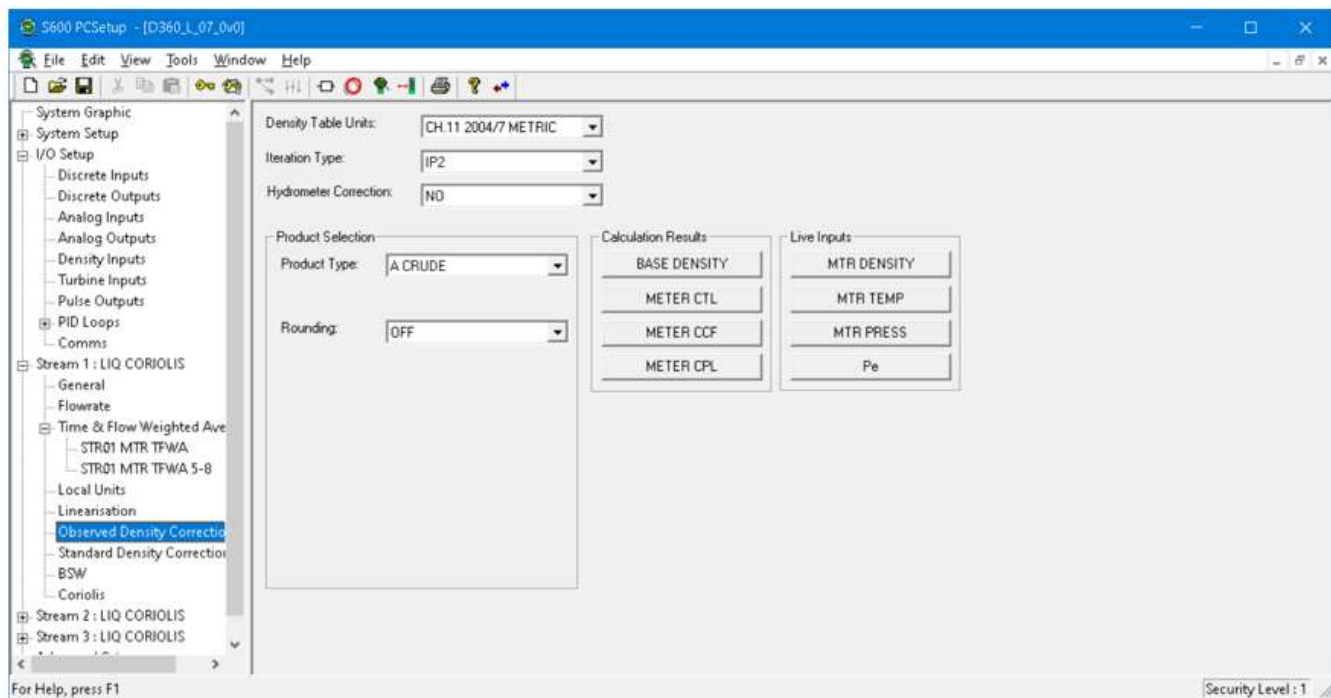 S600 PCSetup - [D360_L_07_0v0]
File Edit View Tools Window Help
System Graphic
System Setup
I/O Setup
Discrete Inputs
Discrete Outputs
Analog Inputs
Analog Outputs
Density Inputs
Turbine Inputs
Pulse Outputs
PID Loops
Comms
Stream 1 : LIQ CORIOLIS
General
Flowrate
Time & Flow Weighted Ave
STR01 MTR TFWA
STR01 MTR TFWA 5-8
Local Units
Linearisation
Observed Density Correctio
Standard Density Correction
BSW
Coriolis
Stream 2 : LIQ CORIOLIS
Stream 3 : LIQ CORIOLIS
Density Table Units: CH.11 2004/7 METRIC
Iteration Type: IP2
Hydrometer Correction: NO
Product Selection
Product Type: A CRUDE
Rounding: OFF
Calculation Results
BASE DENSITY
METER CTL
METER CCF
METER CPL
Live Inputs
MTR DENSITY
MTR TEMP
MTR PRESS
Pe
For Help, press F1
Security Level : 1